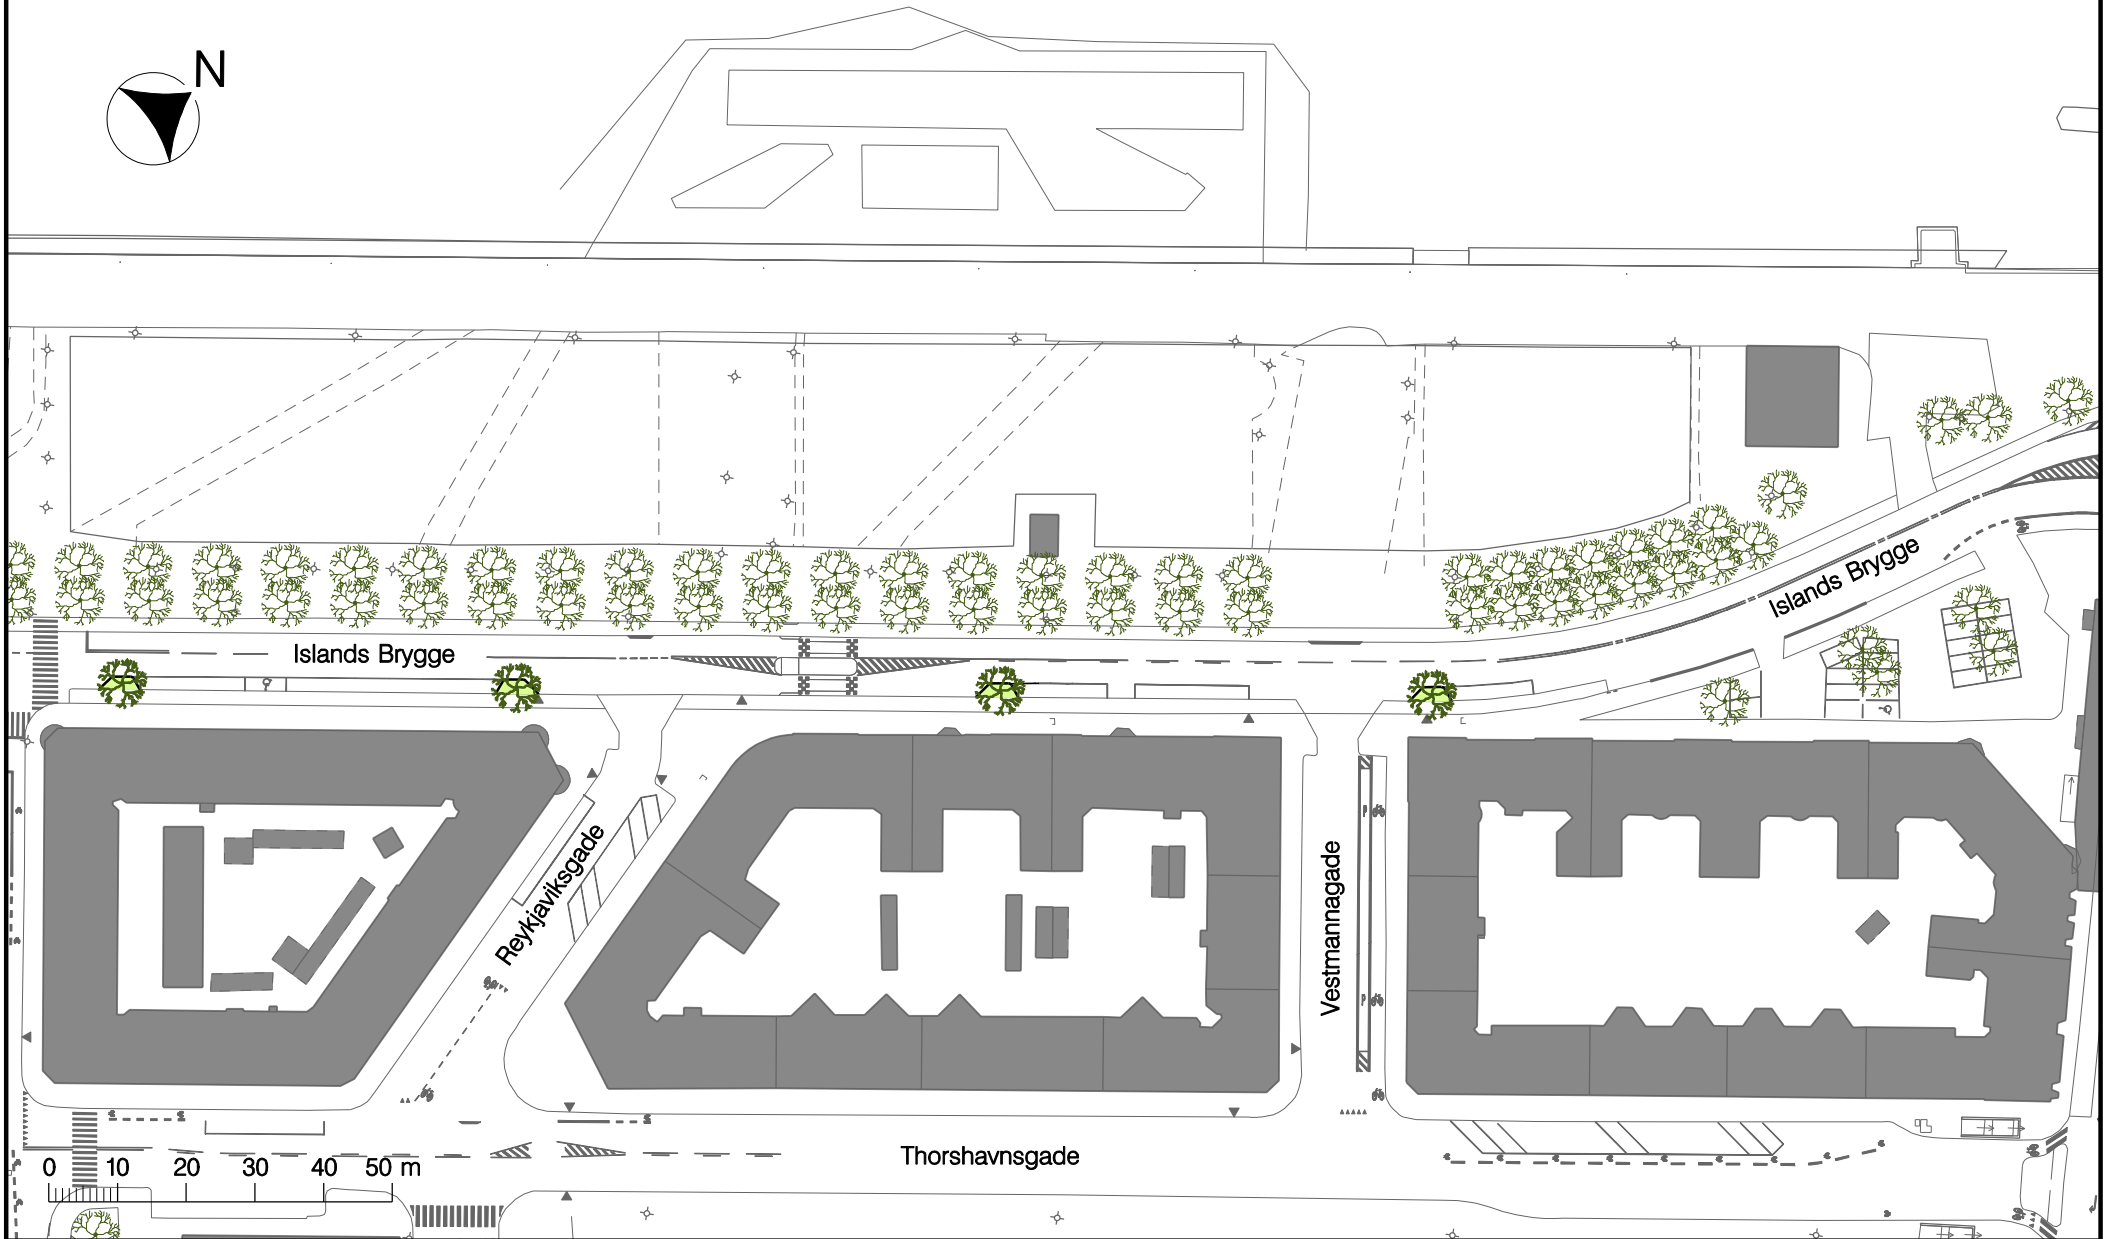 N
Islands Brygge
Islands Brygge
Reykjaviksgade
Vestmannagade
P
P
Thorshavnsgade
0 10 20 30 40 50 m